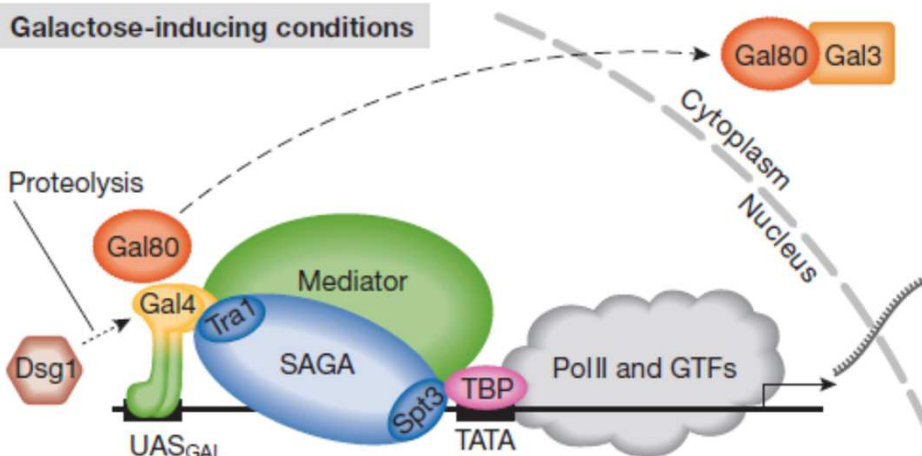 Galactose-inducing conditions
Gal80 Gal3
Cytoplasm
Nucleus
Proteolysis
Gal80
Gal4
Mediator
Tra1
SAGA
Dsg1
Spt3
TBP
PolII and GTFs
UASGAL
TATA